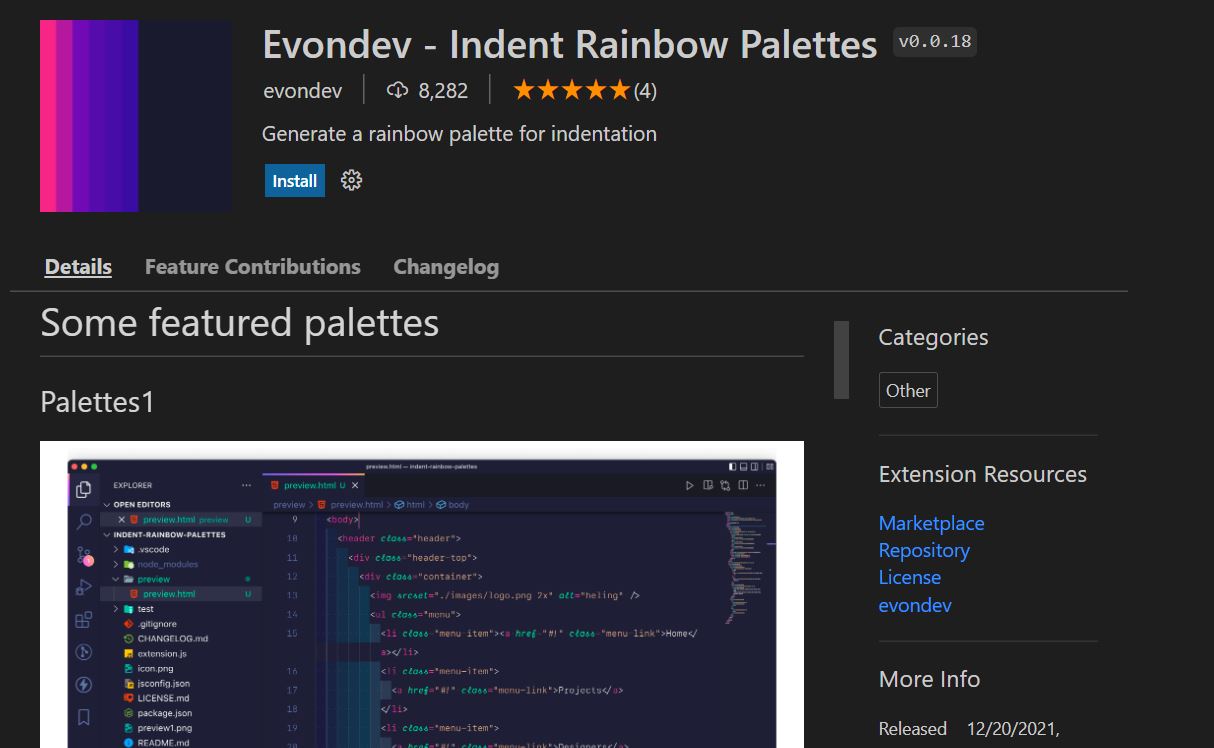 Evondev - Indent Rainbow Palettes v0.0.18
evondev 8,282 (4)
Generate a rainbow palette for indentation
Install
Details Feature Contributions Changelog
Some featured palettes
Palettes1
preview.html — indent-rainbow-palettes
EXPLORER ···
preview.html U ×
OPEN EDITORS
preview > preview.html > html > body
× preview.html preview U
9 <body>
INDENT-RAINBOW-PALETTES
10 <header class="header">
.vscode
11 <div class="header-top">
node_modules
preview
12 <div class="container">
preview.html U
13 <img srcset="./images/logo.png 2x" alt="heling" />
test
14 <ul class="menu">
.gitignore
15 <li class="menu-item"><a href="#!" class="menu-link">Home</
CHANGELOG.md
a></li>
extension.js
icon.png
16 <li class="menu-item">
jsconfig.json
17 <a href="#!" class="menu-link">Projects</a>
LICENSE.md
18 </li>
package.json
preview1.png
19 <li class="menu-item">
README.md
20 <a href="#!" class="menu-link">Designers</a>
Categories
Other
Extension Resources
Marketplace
Repository
License
evondev
More Info
Released 12/20/2021,